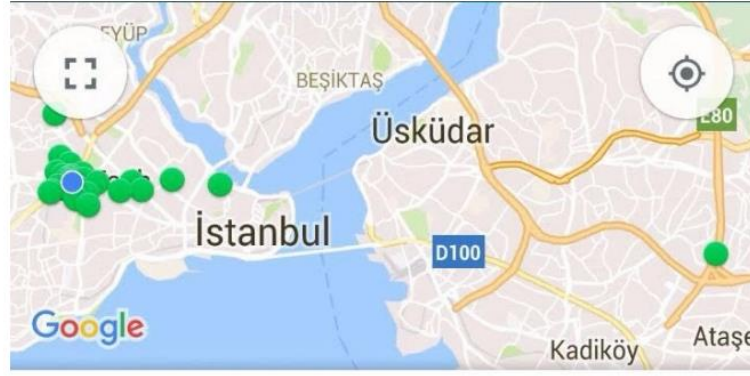 EYÜP
BEŞİKTAŞ
Üsküdar
E80
İstanbul
D100
Google
Kadiköy
Ataşe